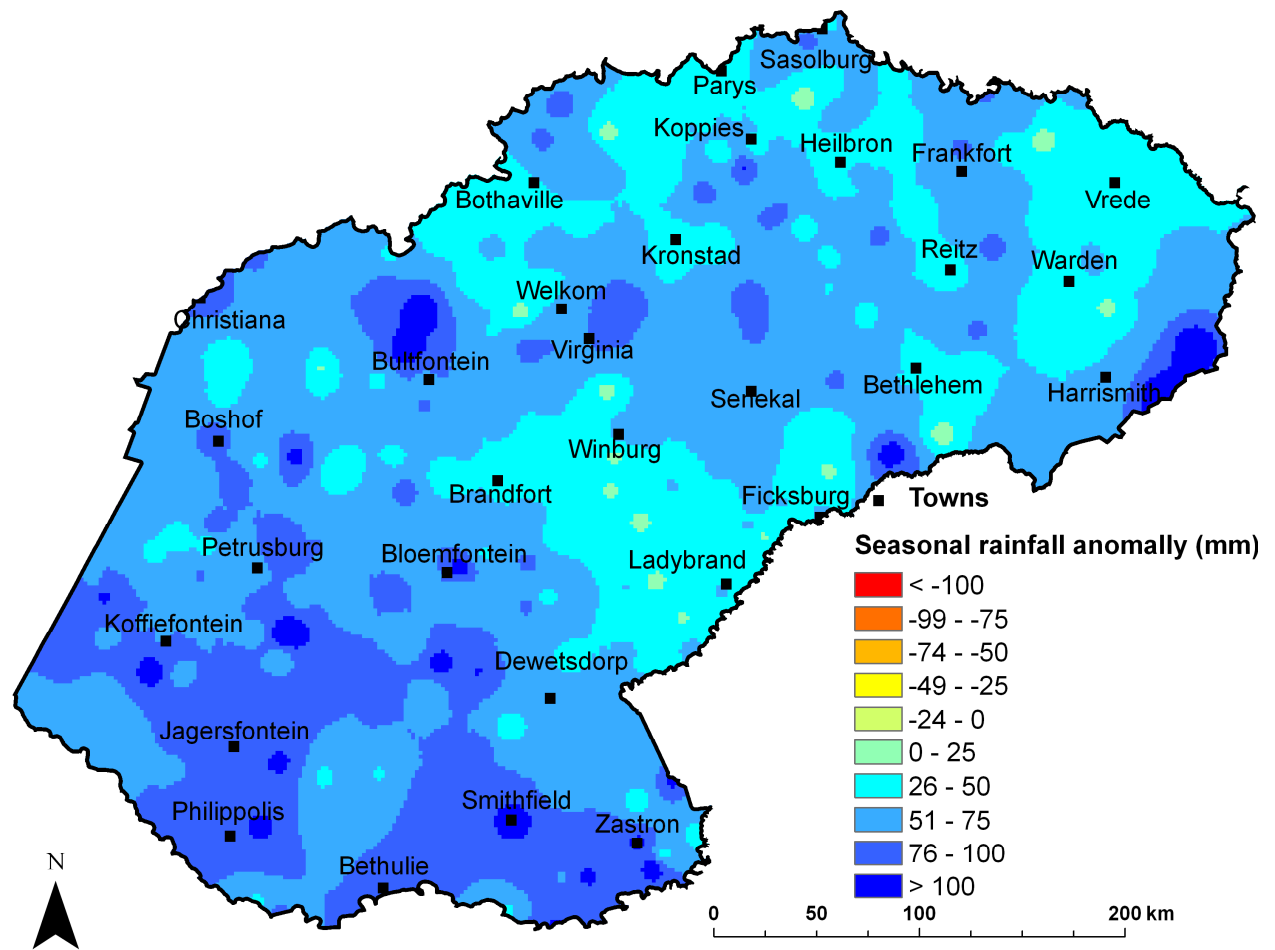 Sasolburg
Parys
Koppies
Heilbron
Frankfort
Bothaville
Vrede
Kronstad
Reitz
Warden
Welkom
Christiana
Virginia
Bultfontein
Bethlehem
Harrismith
Senekal
Boshof
Winburg
Brandfort
Ficksburg
Towns
Petrusburg
Bloemfontein
Ladybrand
Seasonal rainfall anomally (mm)
< -100
-99 - -75
-74 - -50
-49 - -25
-24 - 0
0 - 25
26 - 50
51 - 75
76 - 100
> 100
Koffiefontein
Dewetsdorp
Jagersfontein
Philippolis
Smithfield
Zastron
Bethulie
N
0 50 100 200 km